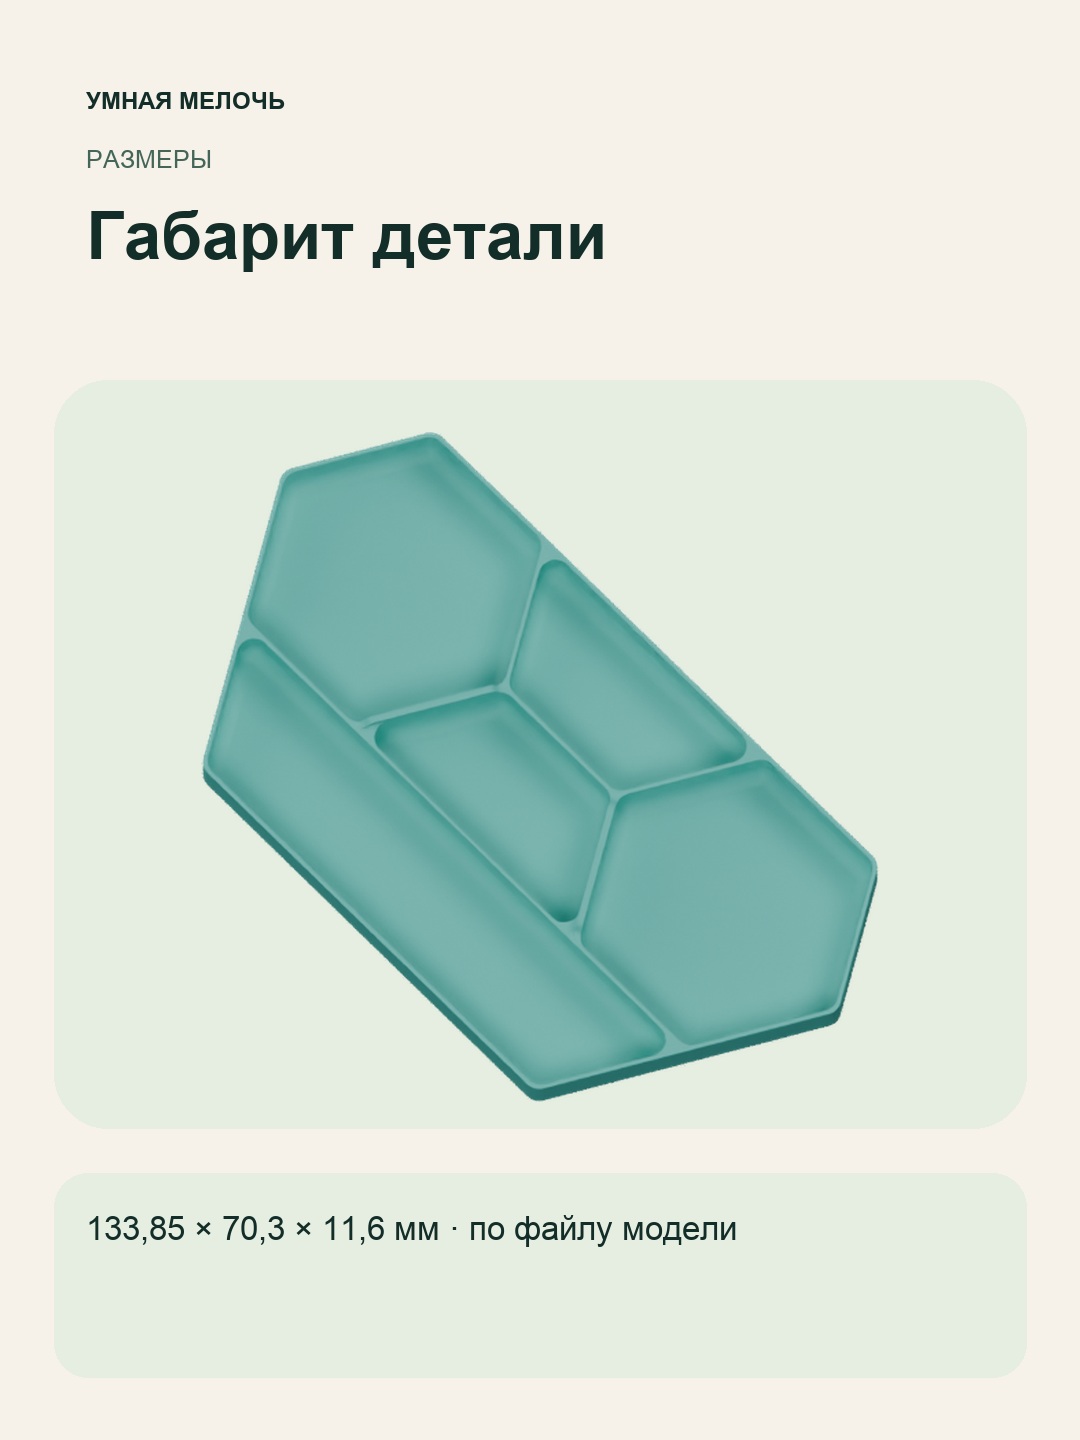 УМНАЯ МЕЛОЧЬ
РАЗМЕРЫ
Габарит детали
133,85 × 70,3 × 11,6 мм · по файлу модели